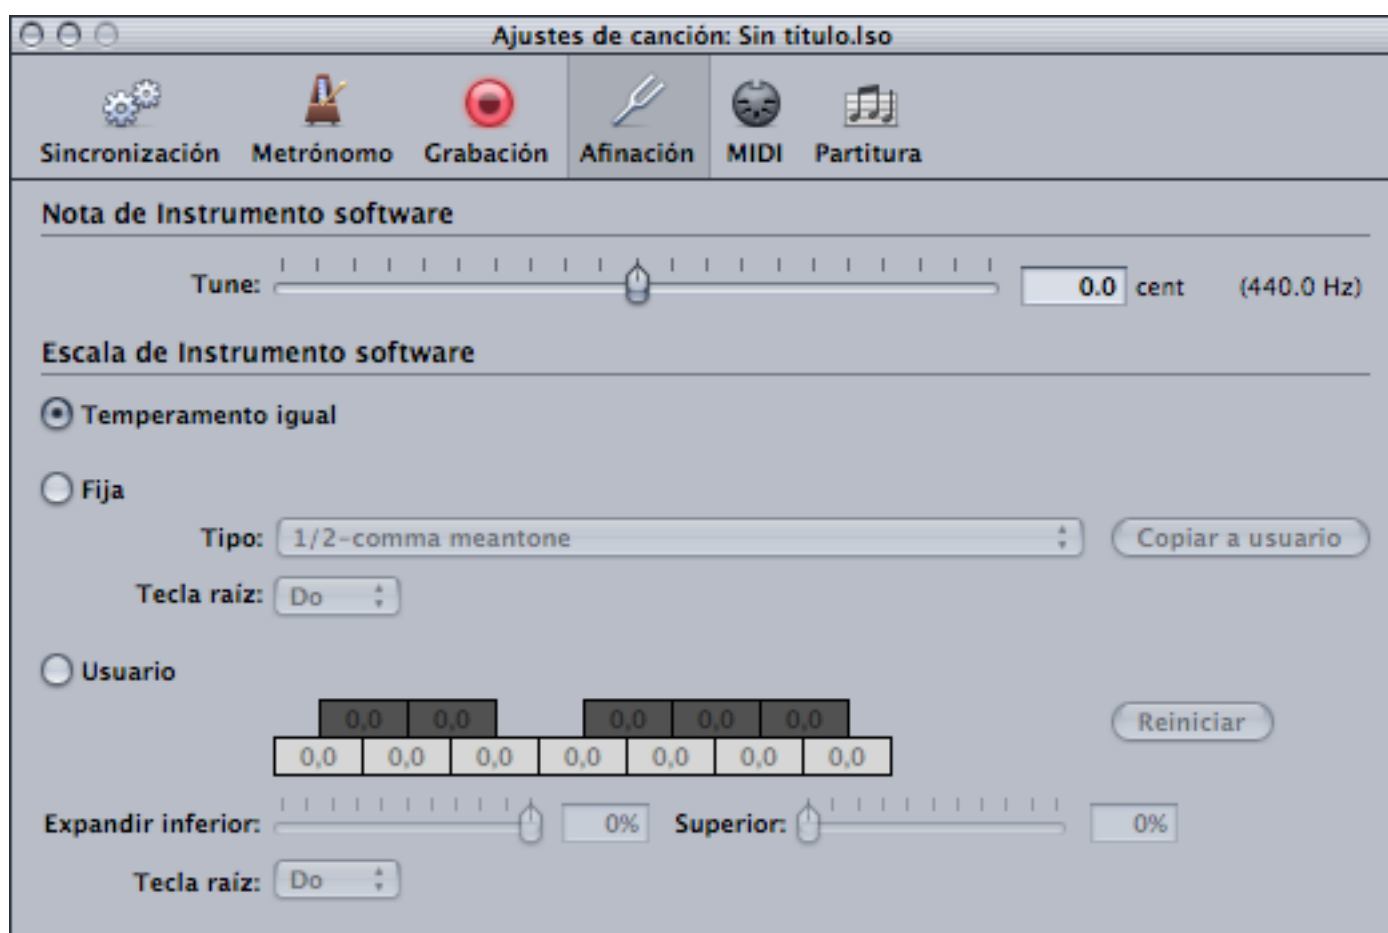 Ajustes de canción: Sin título.lso
Sincronización Metrónomo Grabación Afinación MIDI Partitura
Nota de Instrumento software
Tune: 0.0 cent (440.0 Hz)
Escala de Instrumento software
Temperamento igual
Fija
Tipo: 1/2-comma meantone Copiar a usuario
Tecla raíz: Do
Usuario
0,0 0,0 0,0 0,0 0,0 Reiniciar
0,0 0,0 0,0 0,0 0,0 0,0 0,0
Expandir inferior: 0% Superior: 0%
Tecla raíz: Do